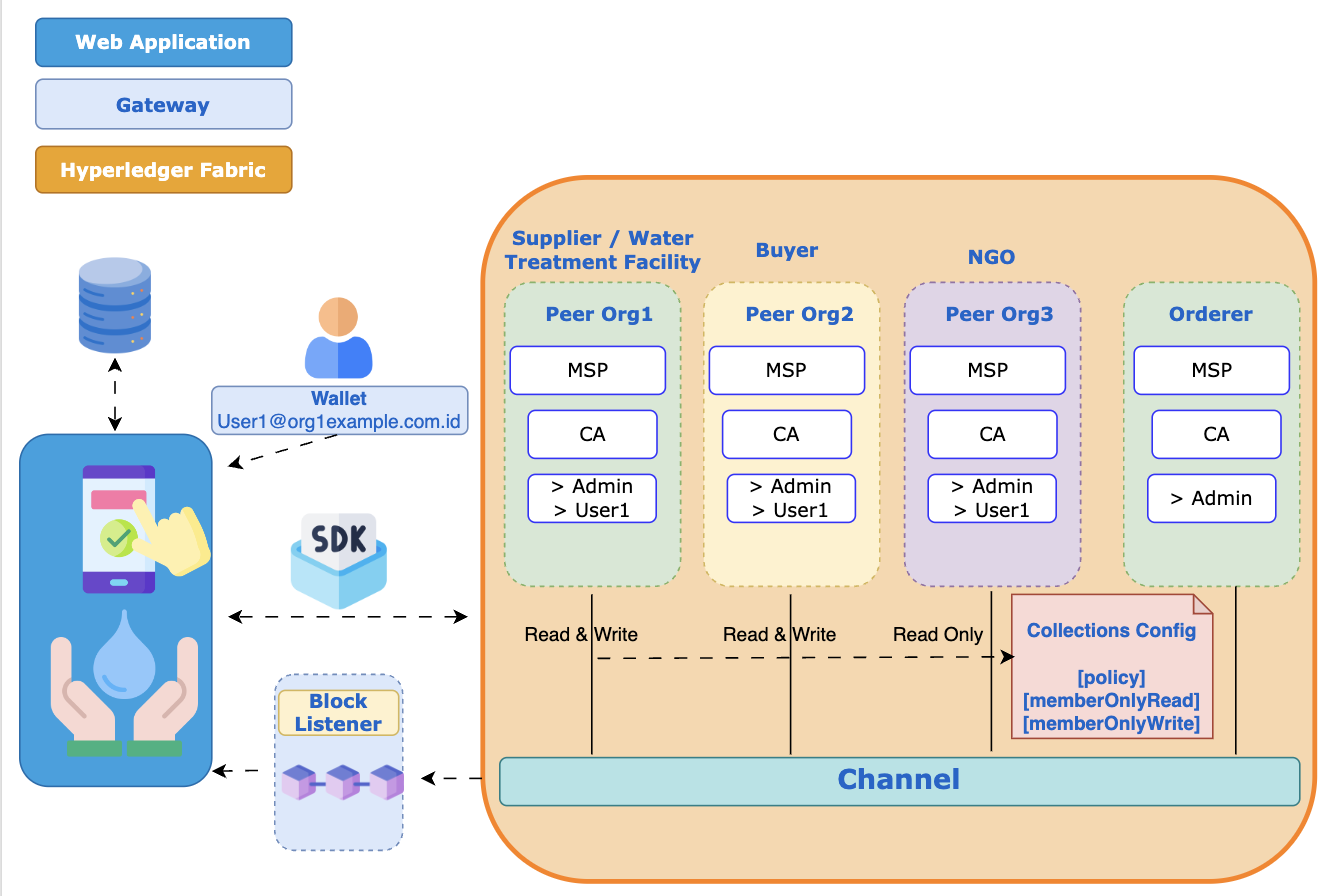 Web Application
Gateway
Hyperledger Fabric
Wallet
User1@org1example.com.id
SDK
Block
Listener
Supplier / Water
Treatment Facility
Buyer
NGO
Peer Org1
MSP
CA
> Admin
> User1
Peer Org2
MSP
CA
> Admin
> User1
Peer Org3
MSP
CA
> Admin
> User1
Orderer
MSP
CA
> Admin
Read & Write
Read & Write
Read Only
Collections Config
[policy]
[memberOnlyRead]
[memberOnlyWrite]
Channel